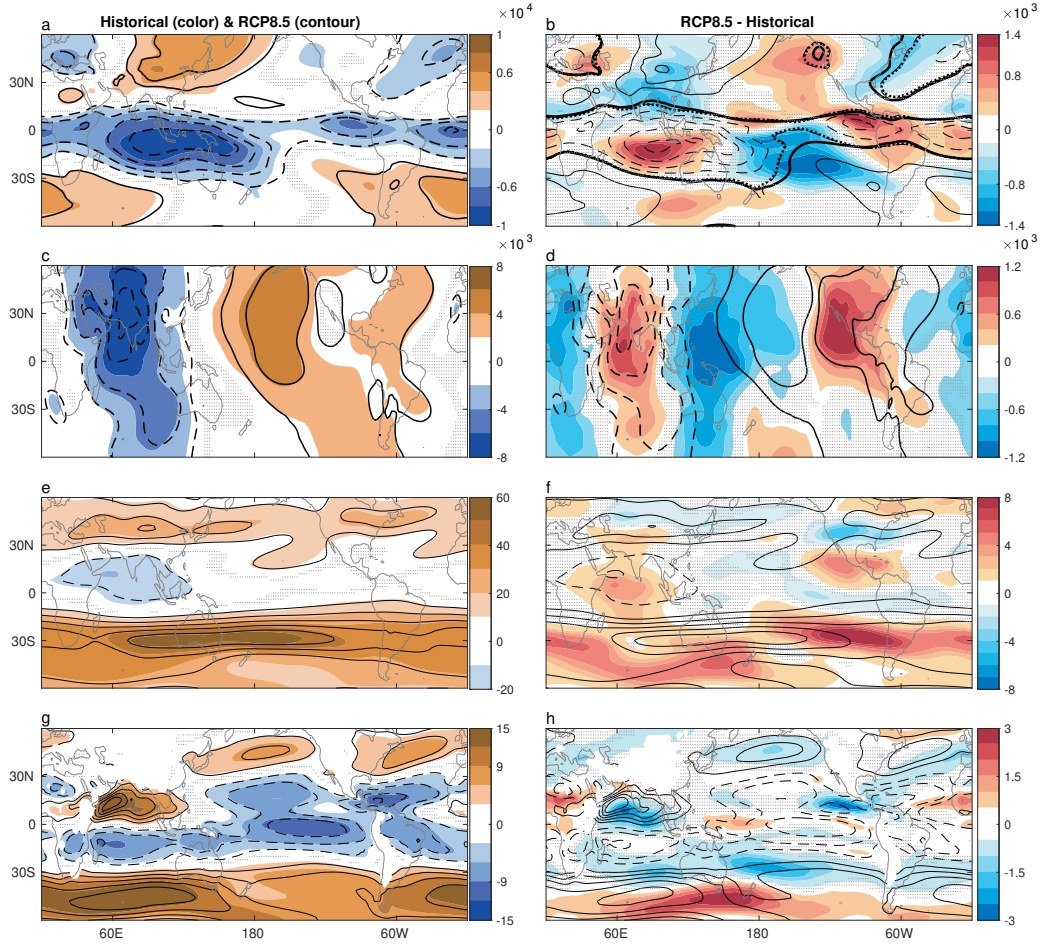 Historical (color) & RCP8.5 (contour)
RCP8.5 - Historical
a
× 10^4
30N
0
30S
1
0.6
0
-0.6
-1
b
× 10^3
1.4
0.8
0
-0.8
-1.4
c
× 10^3
30N
0
30S
8
4
0
-4
-8
d
× 10^3
1.2
0.6
0
-0.6
-1.2
e
30N
0
30S
60
40
20
0
-20
f
8
4
0
-4
-8
g
30N
0
30S
60E
180
60W
15
9
0
-9
-15
h
60E
180
60W
3
1.5
0
-1.5
-3